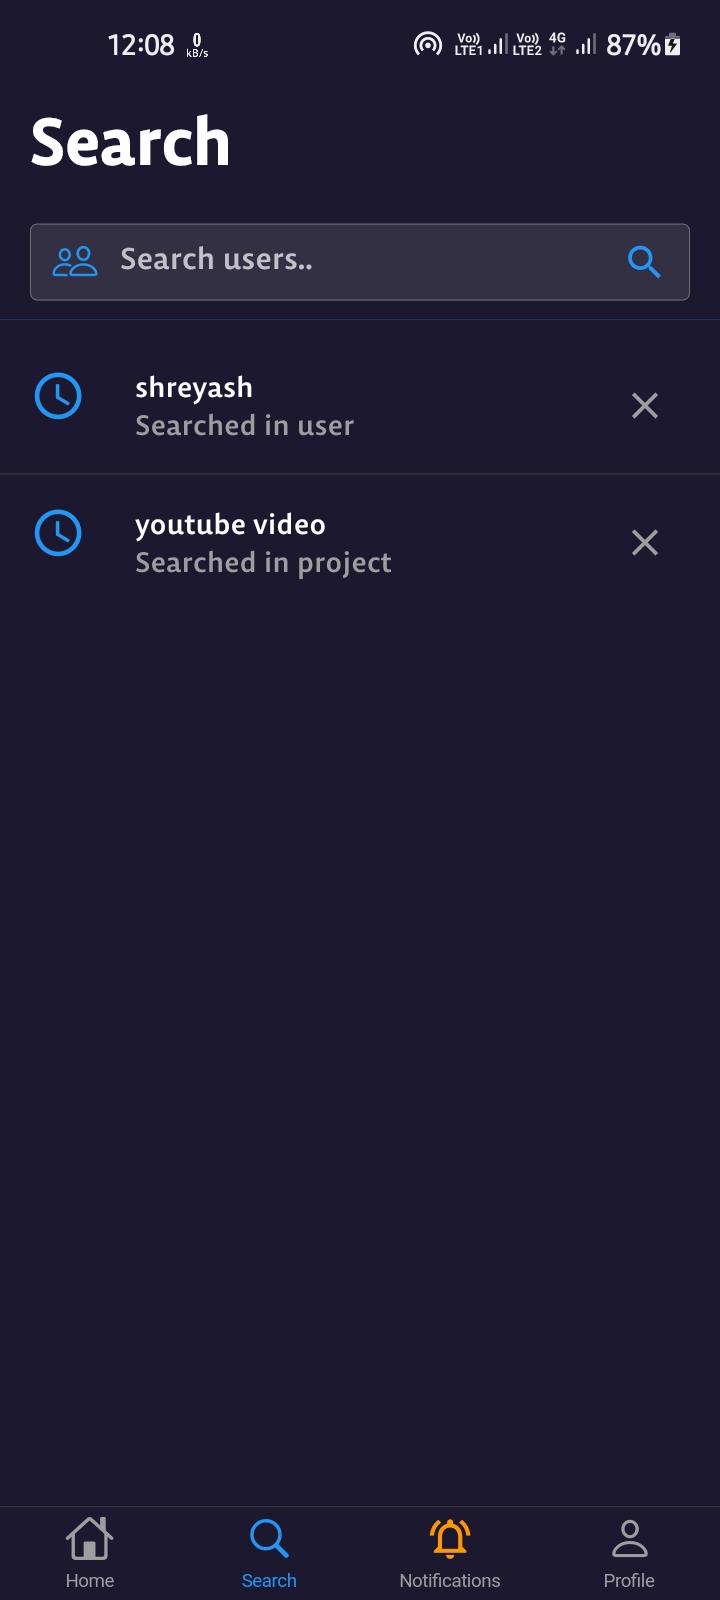 12:08 0 kB/s Vo)) LTE1 Vo)) LTE2 4G 87%
Search
Search users..
shreyash
Searched in user
youtube video
Searched in project
Home Search Notifications Profile